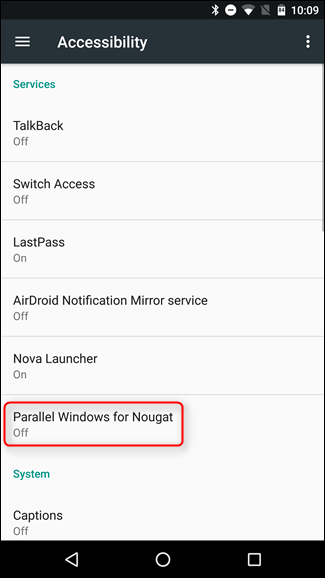 10:09
Accessibility
Services
TalkBack
Off
Switch Access
Off
LastPass
On
AirDroid Notification Mirror service
Off
Nova Launcher
On
Parallel Windows for Nougat
Off
System
Captions
Off